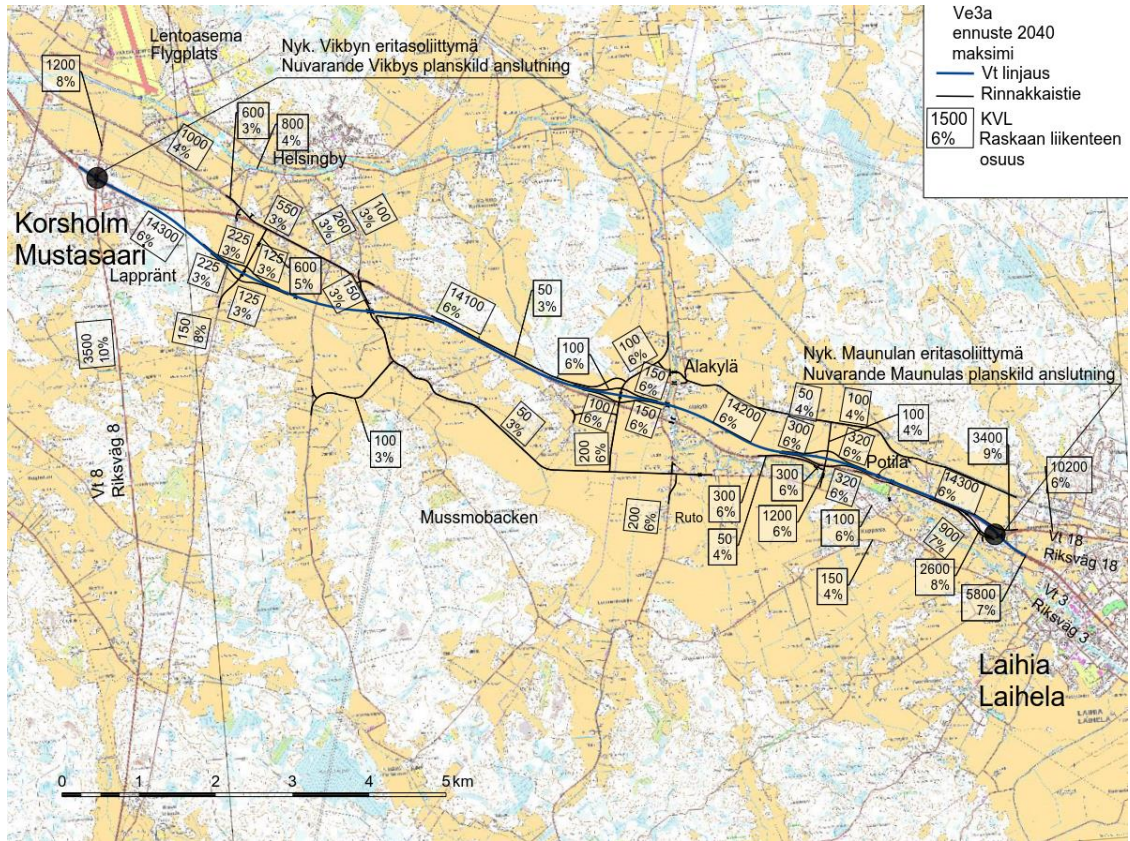 Lentoasema
Flygplats
Nyk. Vikbyn eritasoliittymä
Nuvarande Vikbys planskild anslutning
Ve3a
ennuste 2040
maksimi
Vt linjaus
Rinnakkaistie
1500
6%
KVL
Raskaan liikenteen
osuus
1200
8%
1000
4%
600
3%
800
4%
Helsingby
Korsholm
Mustasaari
Lappränt
14300
6%
550
3%
260
3%
100
3%
225
3%
225
3%
125
3%
125
3%
600
5%
150
3%
150
8%
3500
10%
Vt 8
Riksväg 8
14100
6%
50
3%
100
6%
100
6%
Alakylä
150
6%
150
6%
100
6%
200
6%
50
3%
100
3%
Mussmobacken
Nyk. Maunulan eritasoliittymä
Nuvarande Maunulas planskild anslutning
14200
6%
50
4%
100
4%
100
4%
300
6%
320
6%
Potila
300
6%
320
6%
3400
9%
10200
6%
14300
6%
200
6%
Ruto
300
6%
50
4%
1200
6%
1100
6%
150
4%
900
7%
2600
8%
5800
7%
Vt 18
Riksväg 18
Vt 3
Riksväg 3
Laihia
Laihela
LAIHIA
LAIHELA
0 1 2 3 4 5 km